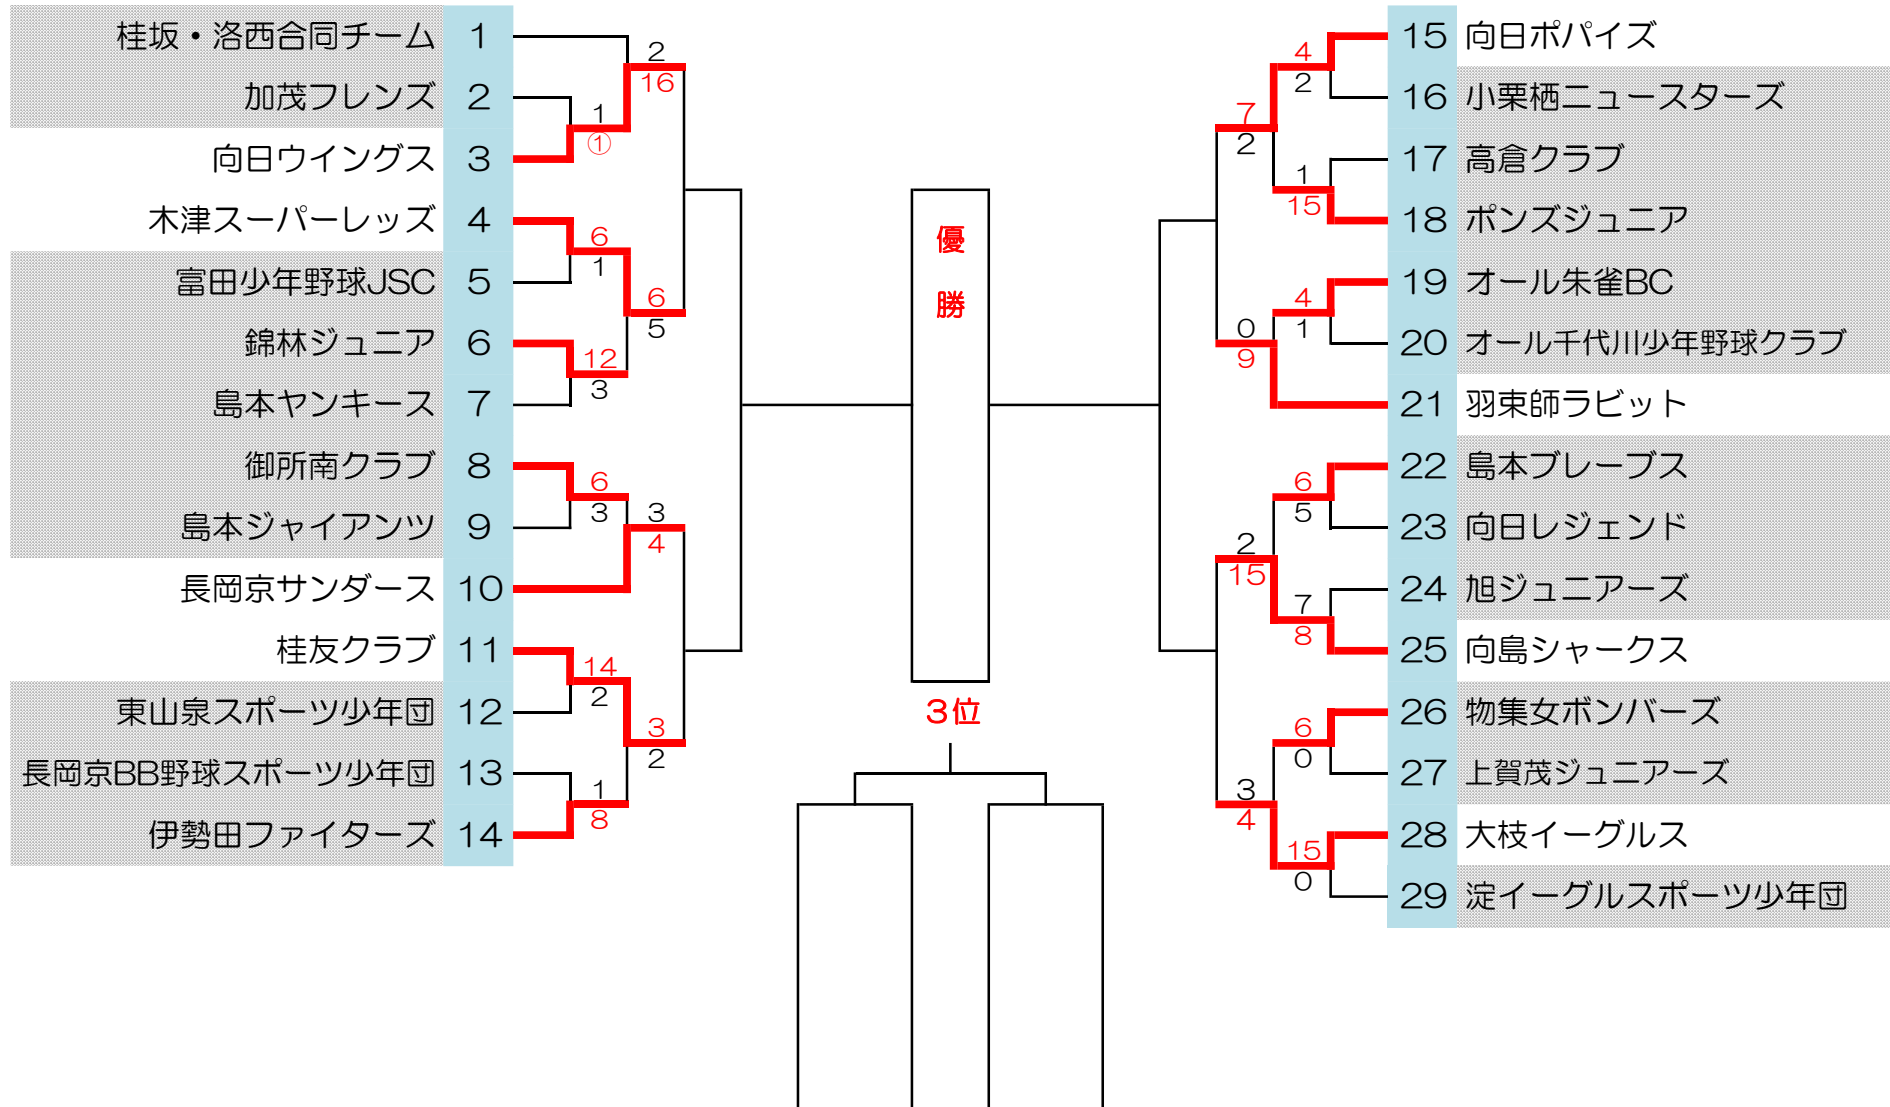 桂坂・洛西合同チーム 1
加茂フレンズ 2
向日ウイングス 3
木津スーパーレッズ 4
富田少年野球JSC 5
錦林ジュニア 6
島本ヤンキース 7
御所南クラブ 8
島本ジャイアンツ 9
長岡京サンダース 10
桂友クラブ 11
東山泉スポーツ少年団 12
長岡京BB野球スポーツ少年団 13
伊勢田ファイターズ 14
1
①
6
1
12
3
6
3
14
2
1
8
2
16
6
5
3
4
3
2
優
勝
3位
7
2
0
9
2
15
3
4
4
2
1
15
4
1
6
5
7
8
6
0
15
0
15 向日ポパイズ
16 小栗栖ニュースターズ
17 高倉クラブ
18 ポンズジュニア
19 オール朱雀BC
20 オール千代川少年野球クラブ
21 羽束師ラビット
22 島本ブレーブス
23 向日レジェンド
24 旭ジュニアーズ
25 向島シャークス
26 物集女ボンバーズ
27 上賀茂ジュニアーズ
28 大枝イーグルス
29 淀イーグルスポーツ少年団